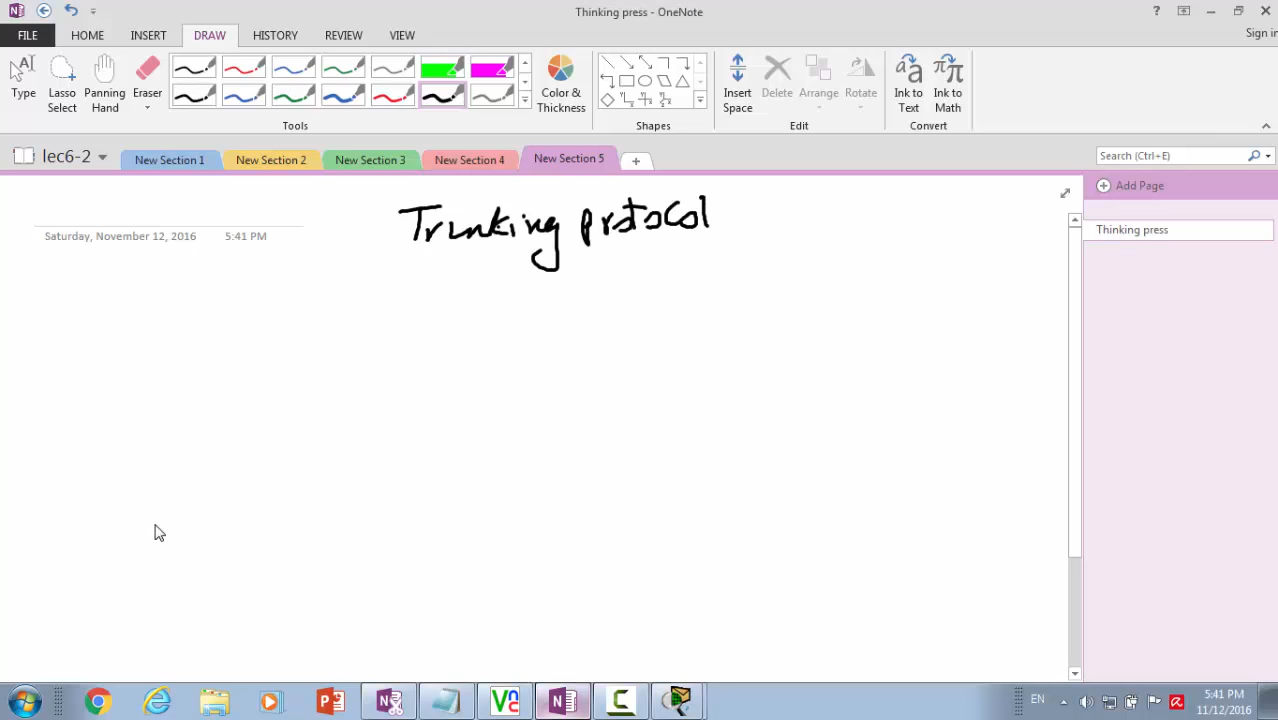 Thinking press - OneNote
Sign in
FILE HOME INSERT DRAW HISTORY REVIEW VIEW
Type
Lasso Select
Panning Hand
Eraser
Color & Thickness
Insert Space
Delete
Arrange
Rotate
Ink to Text
Ink to Math
Tools
Shapes
Edit
Convert
lec6-2
New Section 1
New Section 2
New Section 3
New Section 4
New Section 5
Search (Ctrl+E)
Add Page
Thinking press
Trunking protocol
Saturday, November 12, 2016 5:41 PM
EN
5:41 PM
11/12/2016